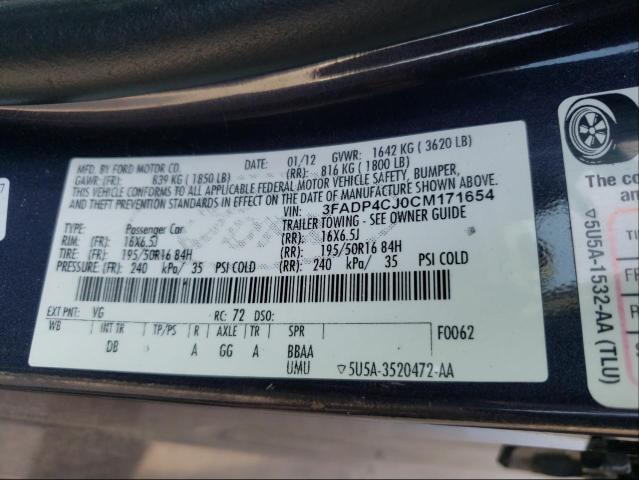 MFD. BY FORD MOTOR CO.
DATE: 01/12 GVWR: 1642 KG ( 3620 LB)
GAWR: (FR): 839 KG ( 1850 LB) (RR): 816 KG ( 1800 LB)
THIS VEHICLE CONFORMS TO ALL APPLICABLE FEDERAL MOTOR VEHICLE SAFETY, BUMPER,
AND THEFT PREVENTION STANDARDS IN EFFECT ON THE DATE OF MANUFACTURE SHOWN ABOVE.
VIN: 3FADP4CJ0CM171654
TYPE: Passenger Car TRAILER TOWING - SEE OWNER GUIDE
RIM: (FR): 16X6.5J (RR): 16X6.5J
TIRE: (FR): 195/50R16 84H (RR): 195/50R16 84H
PRESSURE: (FR): 240 kPa/ 35 PSI COLD (RR): 240 kPa/ 35 PSI COLD
EXT PNT: VG RC: 72 DSO:
WB INT TR TP/PS R AXLE TR SPR F0062
DB A GG A BBAA
UMU 5U5A-3520472-AA
The co
5U5A-1532-AA (TLU)